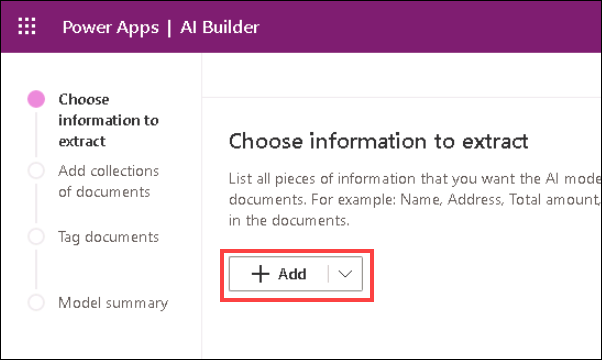 Power Apps | AI Builder
Choose
information to
extract
Add collections
of documents
Tag documents
Model summary
Choose information to extract
List all pieces of information that you want the AI mode
documents. For example: Name, Address, Total amount,
in the documents.
Add